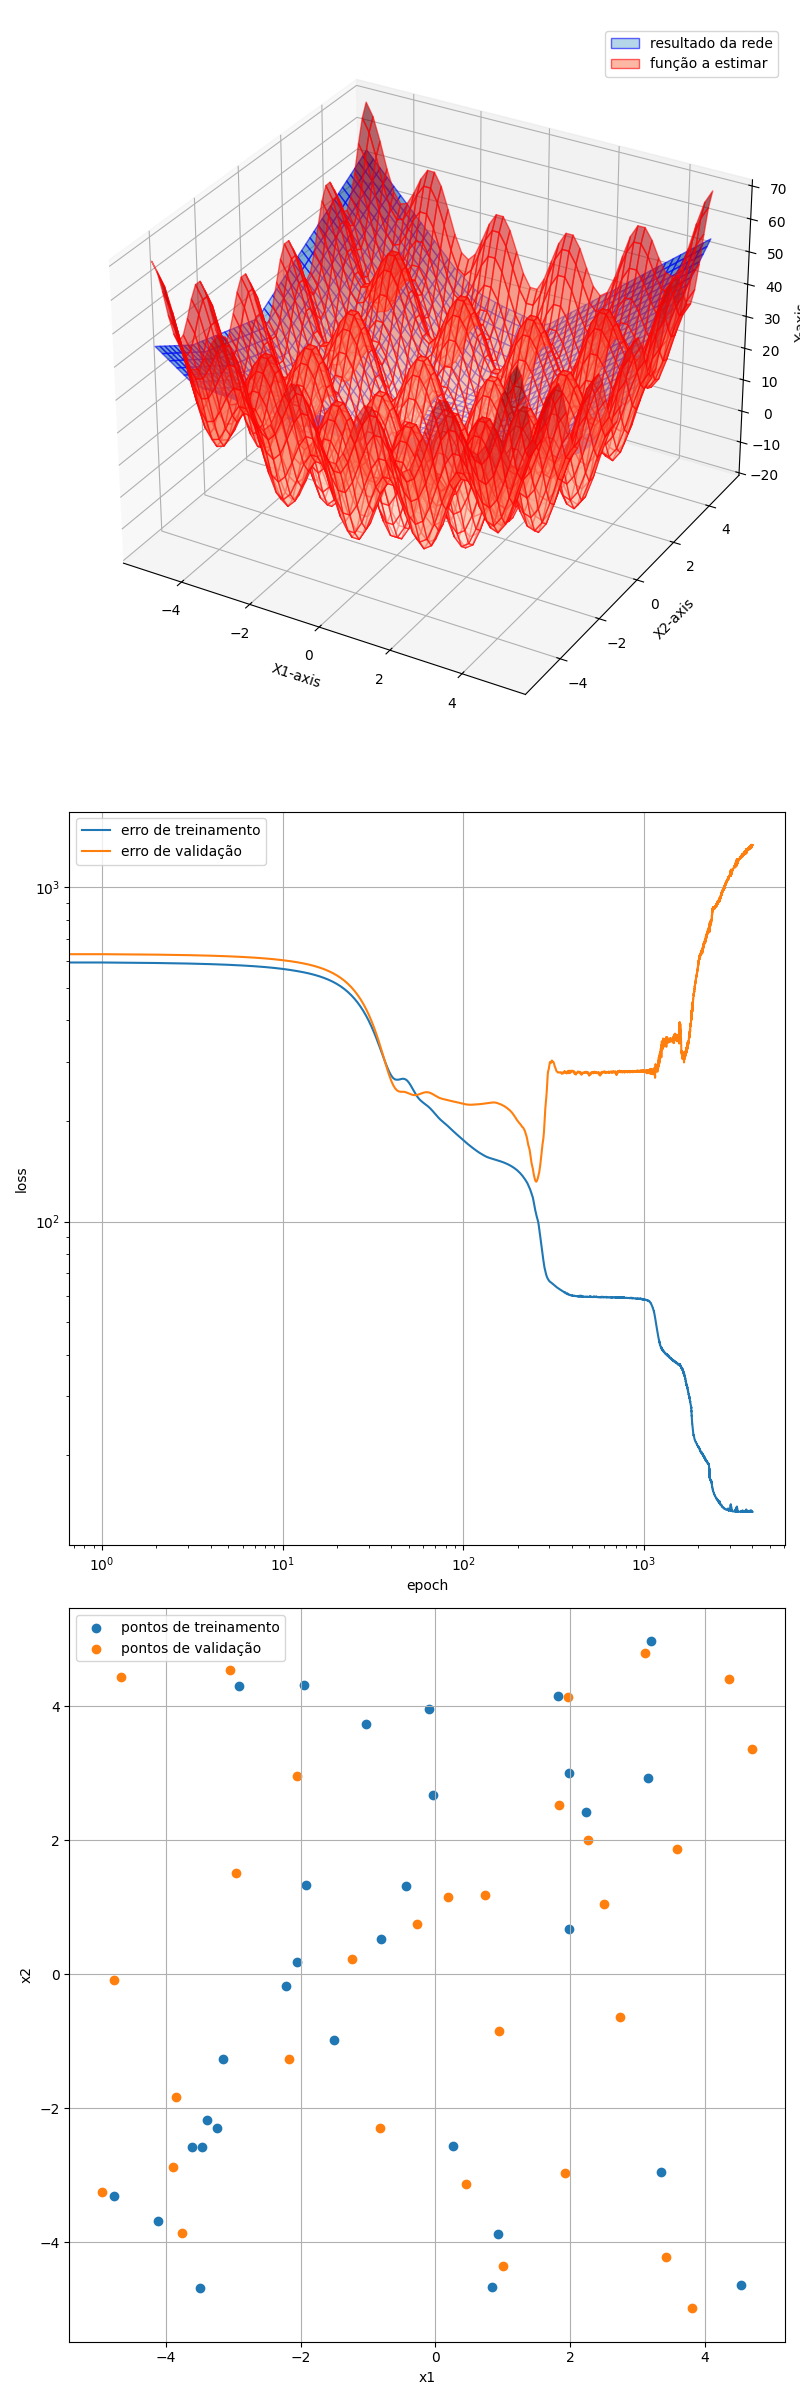 resultado da rede
função a estimar
70
60
50
40
30
20
10
0
−10
−20
4
2
0
−2
−4
X2-axis
−4
−2
0
2
4
X1-axis
erro de treinamento
erro de validação
10³
10²
loss
10⁰ 10¹ 10² 10³
epoch
pontos de treinamento
pontos de validação
4
2
0
−2
−4
x2
−4 −2 0 2 4
x1